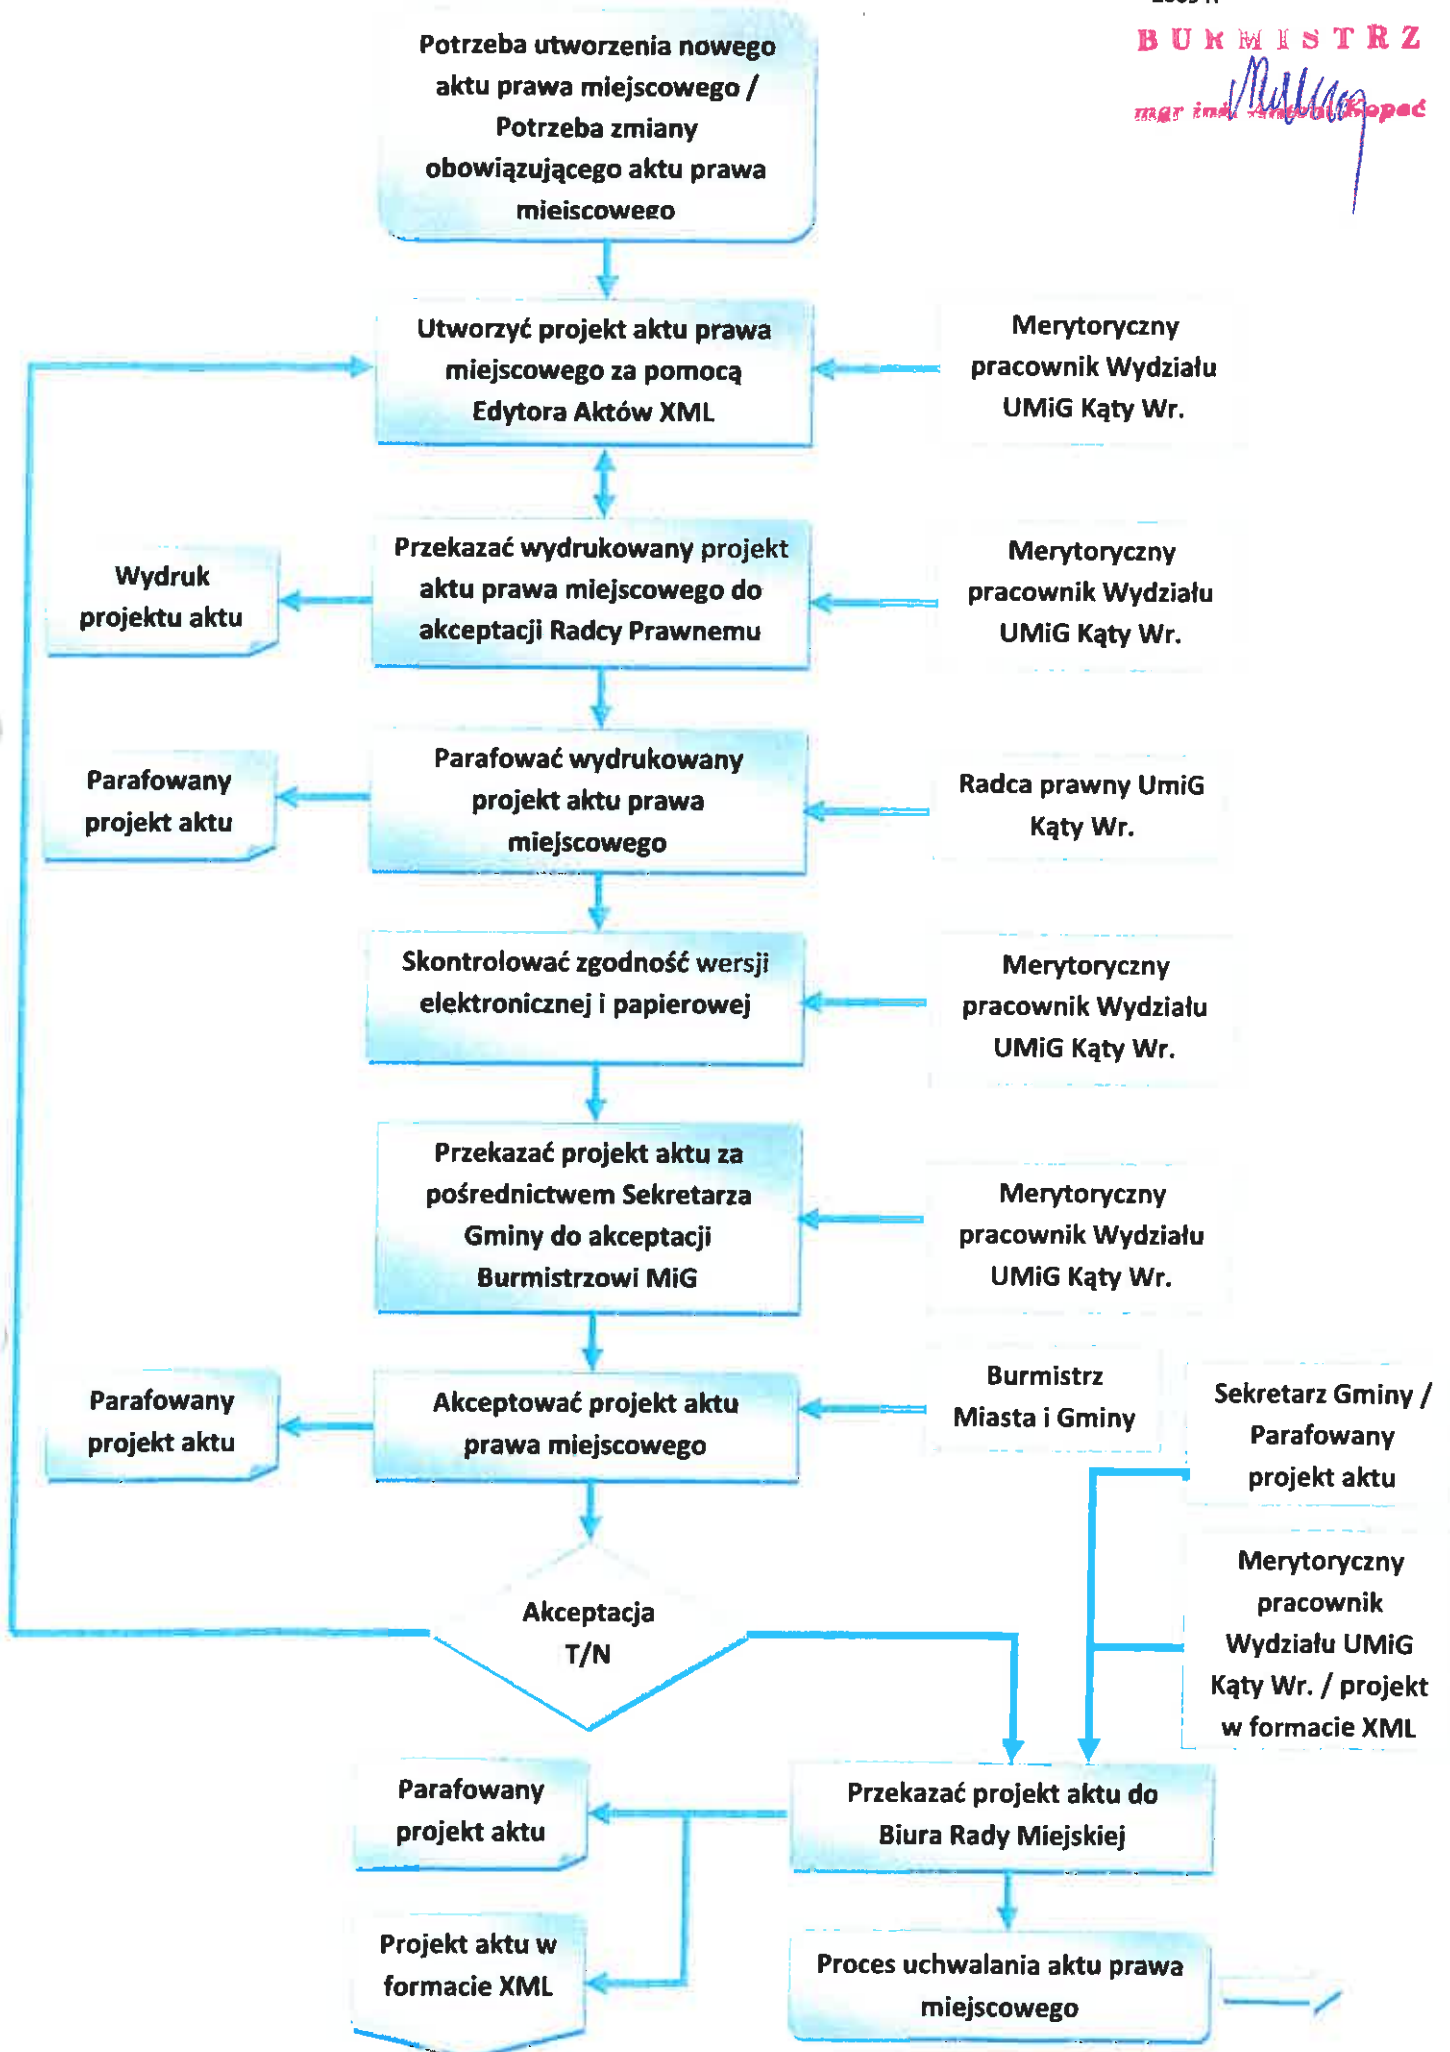 BURMISTRZ
mgr inż. Antoni Kopeć
Potrzeba utworzenia nowego
aktu prawa miejscowego /
Potrzeba zmiany
obowiązującego aktu prawa
miejscowego
Utworzyć projekt aktu prawa
miejscowego za pomocą
Edytora Aktów XML
Merytoryczny
pracownik Wydziału
UMiG Kąty Wr.
Wydruk
projektu aktu
Przekazać wydrukowany projekt
aktu prawa miejscowego do
akceptacji Radcy Prawnemu
Merytoryczny
pracownik Wydziału
UMiG Kąty Wr.
Parafowany
projekt aktu
Parafować wydrukowany
projekt aktu prawa
miejscowego
Radca prawny UmiG
Kąty Wr.
Skontrolować zgodność wersji
elektronicznej i papierowej
Merytoryczny
pracownik Wydziału
UMiG Kąty Wr.
Przekazać projekt aktu za
pośrednictwem Sekretarza
Gminy do akceptacji
Burmistrzowi MiG
Merytoryczny
pracownik Wydziału
UMiG Kąty Wr.
Parafowany
projekt aktu
Akceptować projekt aktu
prawa miejscowego
Burmistrz
Miasta i Gminy
Sekretarz Gminy /
Parafowany
projekt aktu
Akceptacja
T/N
Merytoryczny
pracownik
Wydziału UMiG
Kąty Wr. / projekt
w formacie XML
Parafowany
projekt aktu
Przekazać projekt aktu do
Biura Rady Miejskiej
Projekt aktu w
formacie XML
Proces uchwalania aktu prawa
miejscowego